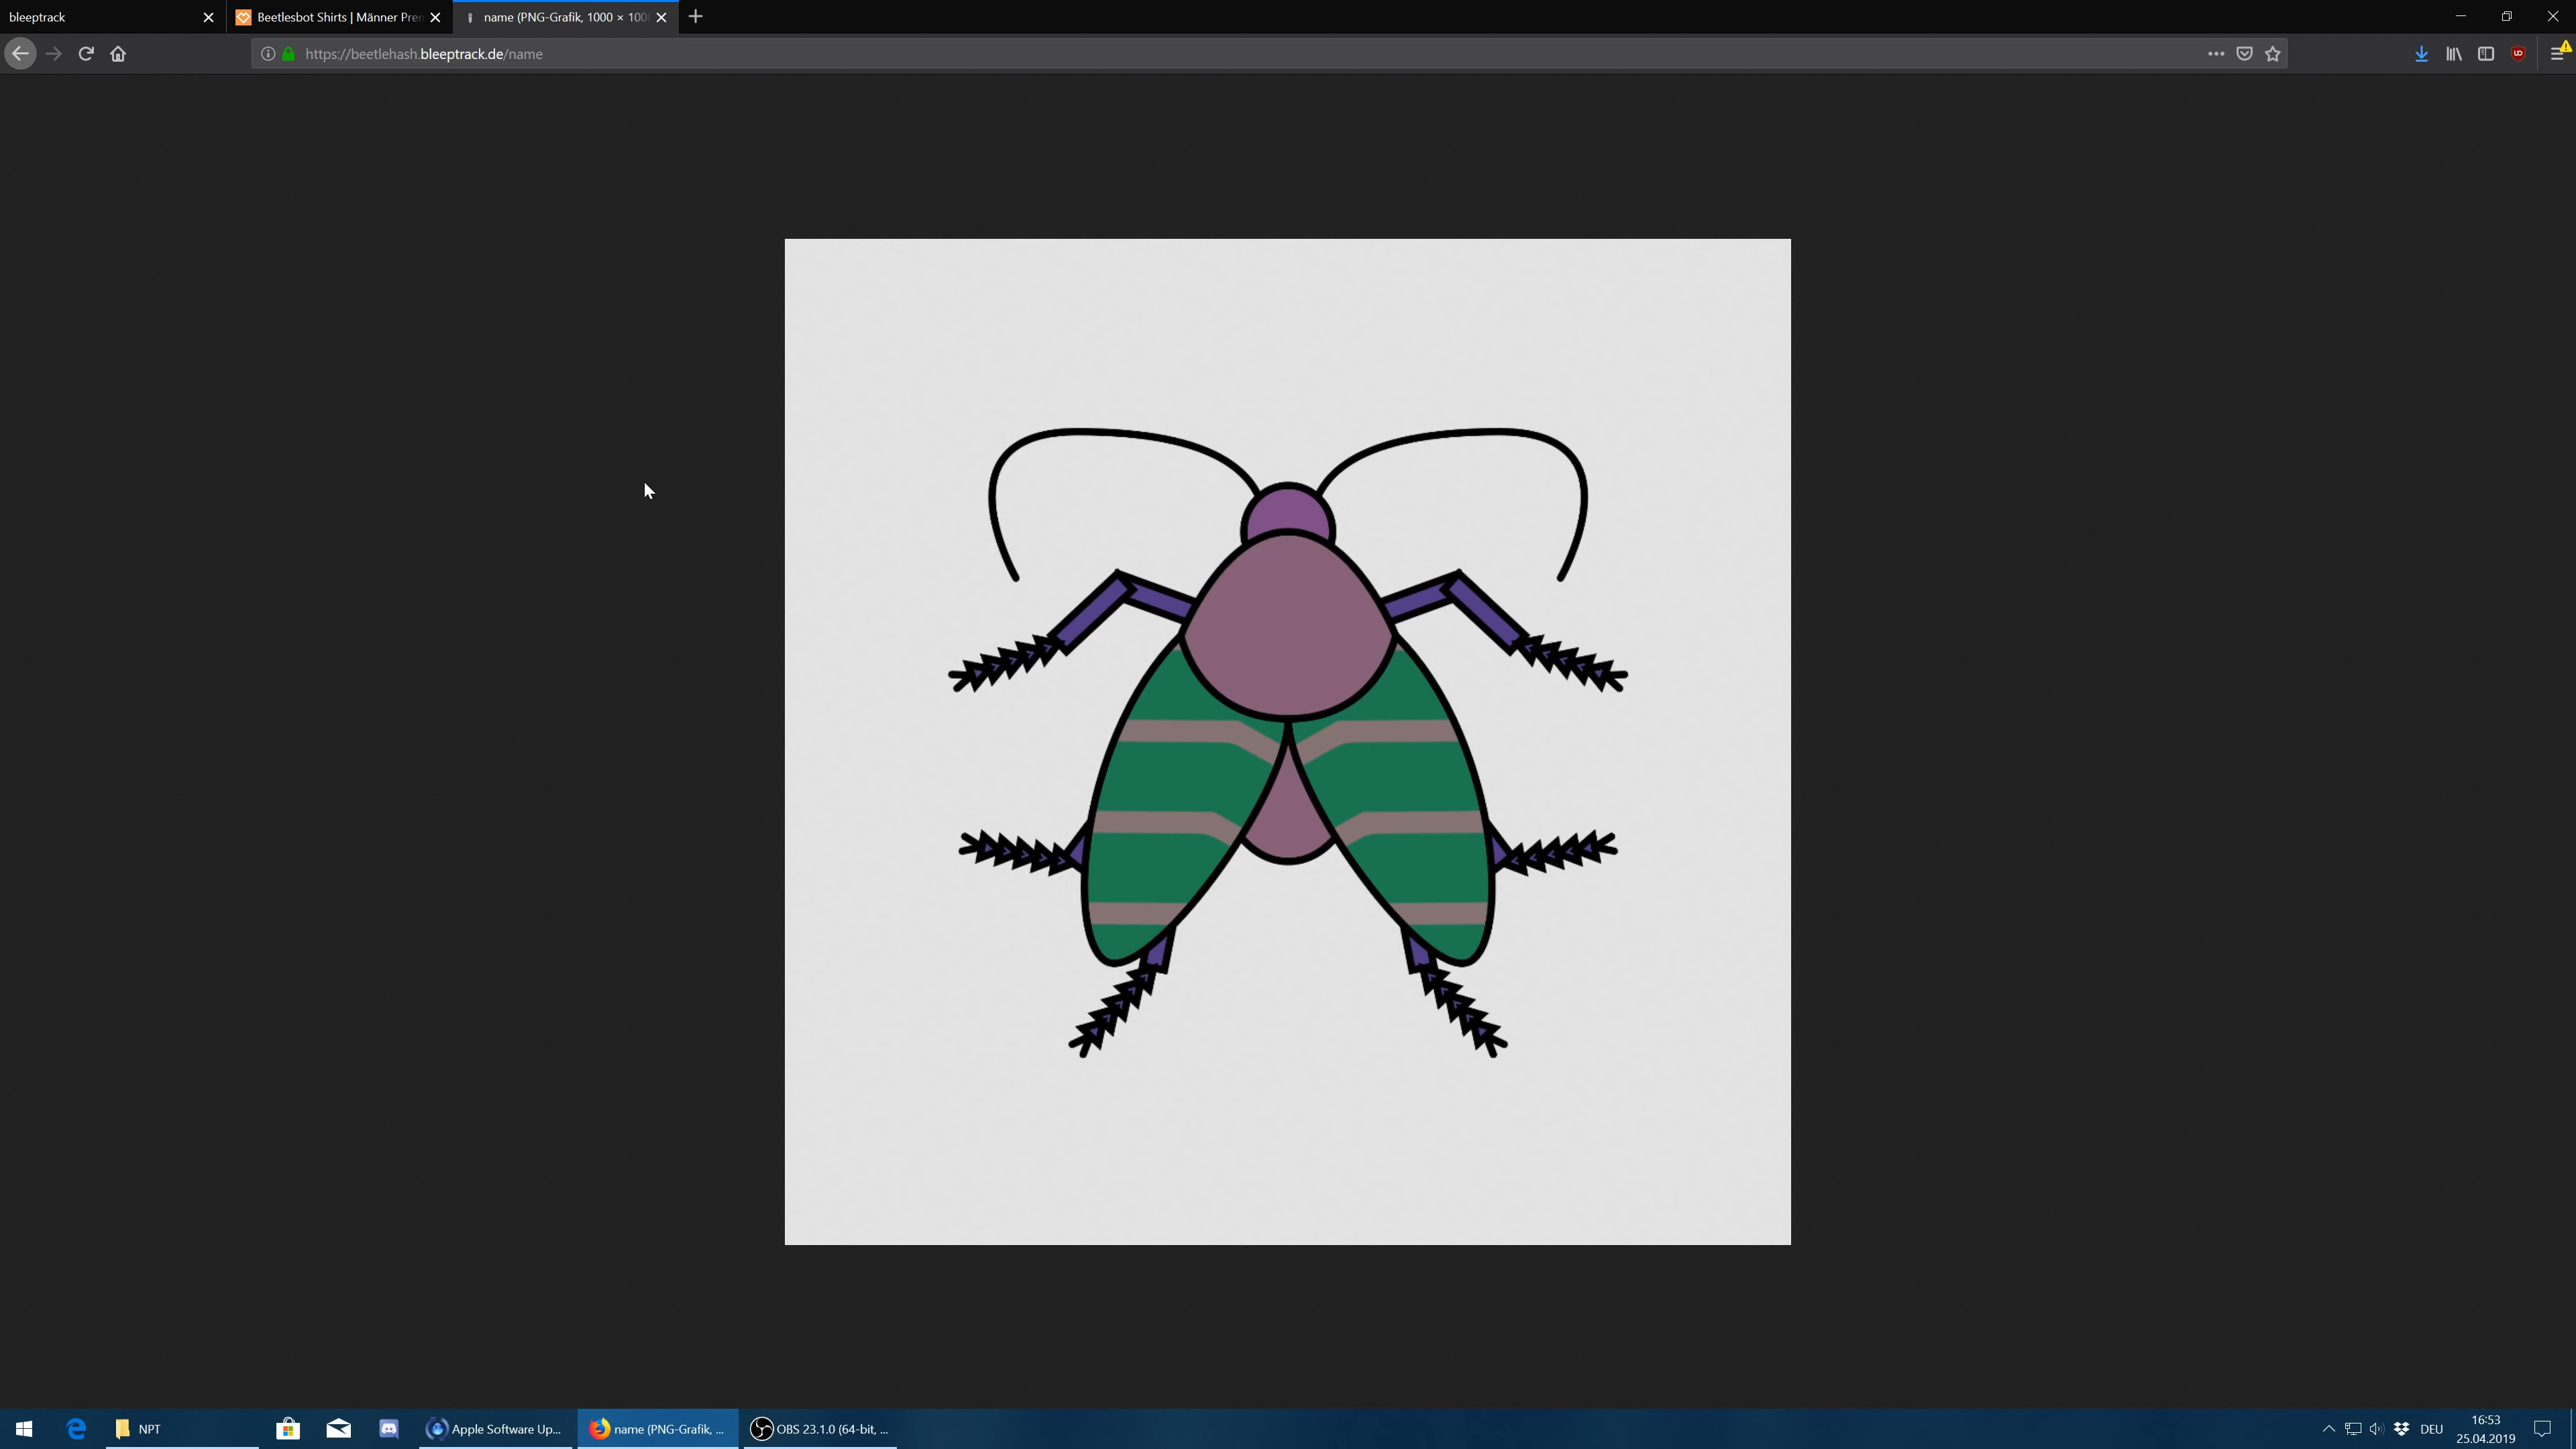 bleeptrack
Beetlesbot Shirts | Männer Pren
name (PNG-Grafik, 1000 × 100
https://beetlehash.bleeptrack.de/name
NPT
Apple Software Up...
name (PNG-Grafik, ...
OBS 23.1.0 (64-bit, ...
DEU
16:53
25.04.2019